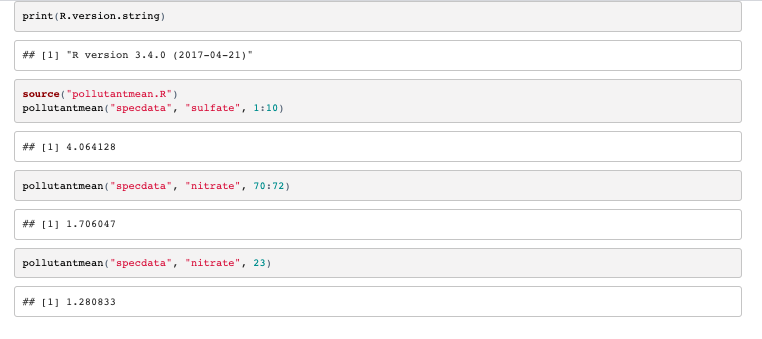 print(R.version.string)
## [1] "R version 3.4.0 (2017-04-21)"
source("pollutantmean.R")
pollutantmean("specdata", "sulfate", 1:10)
## [1] 4.064128
pollutantmean("specdata", "nitrate", 70:72)
## [1] 1.706047
pollutantmean("specdata", "nitrate", 23)
## [1] 1.280833